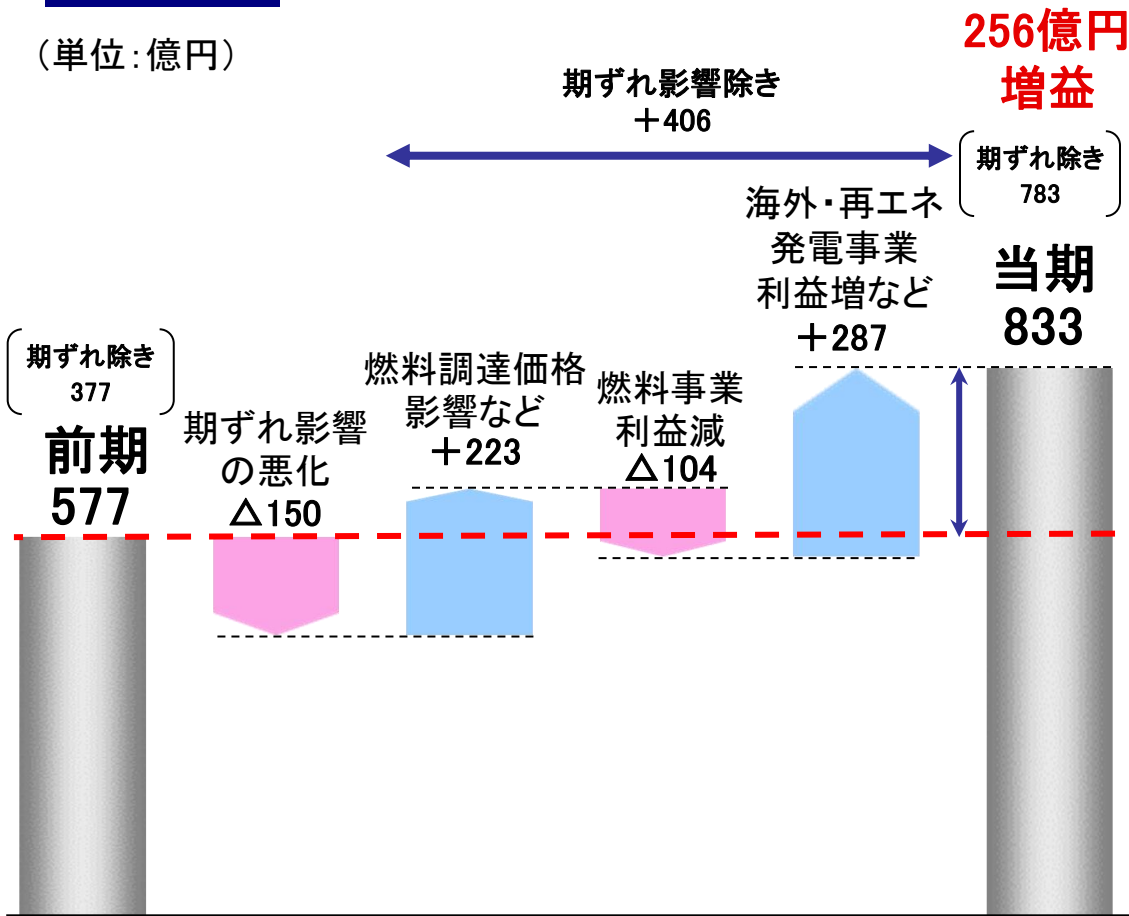 (単位:億円)
256億円
増益
期ずれ影響除き
+406
期ずれ除き
783
当期
833
海外・再エネ
発電事業
利益増など
+287
燃料事業
利益減
△104
燃料調達価格
影響など
+223
期ずれ影響
の悪化
△150
期ずれ除き
377
前期
577